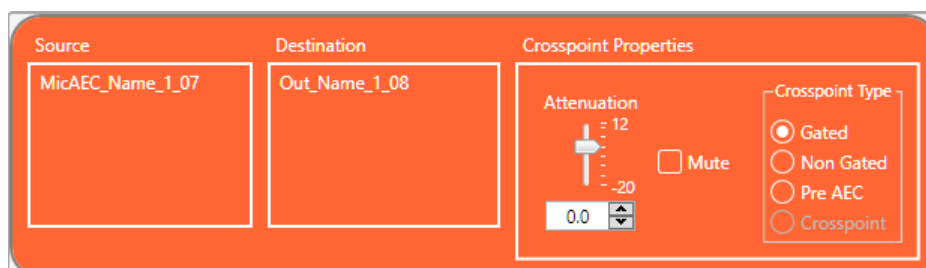 Source
MicAEC_Name_1_07
Destination
Out_Name_1_08
Crosspoint Properties
Attenuation
12
-20
0.0
Mute
Crosspoint Type
Gated
Non Gated
Pre AEC
Crosspoint